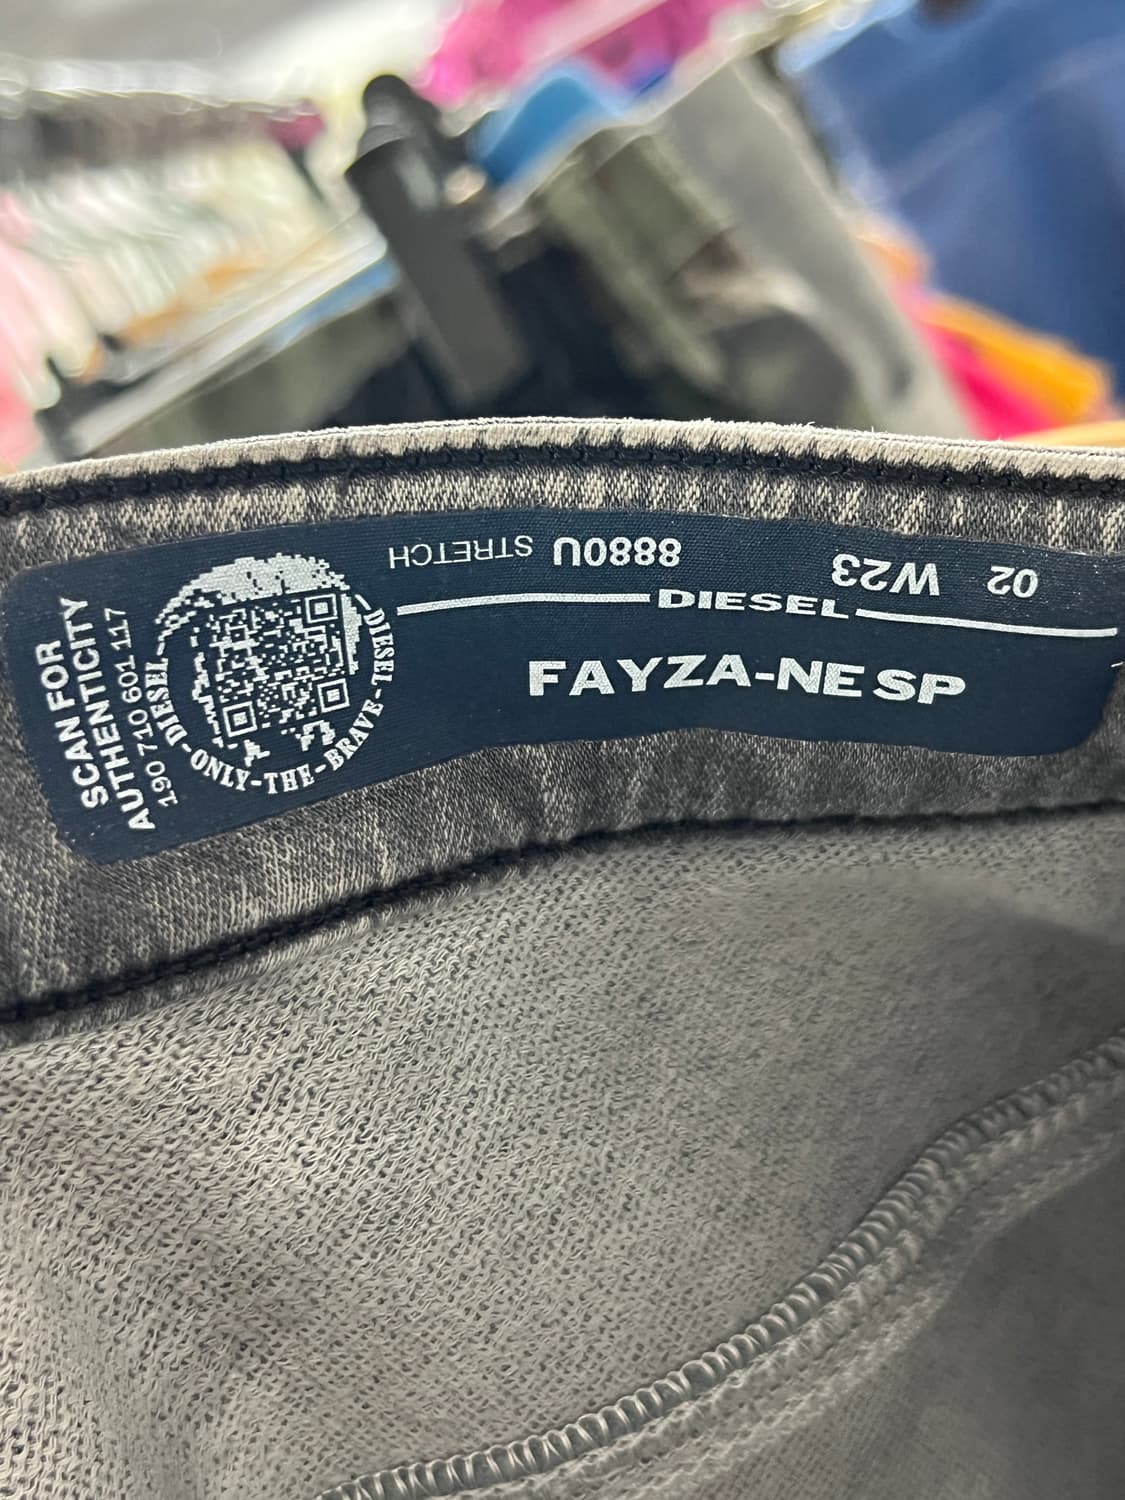 02 W23 8880U STRETCH
DIESEL
FAYZA-NE SP
SCAN FOR
AUTHENTICITY
190 710 601 117
DIESEL-ONLY-THE-BRAVE-DIESEL-